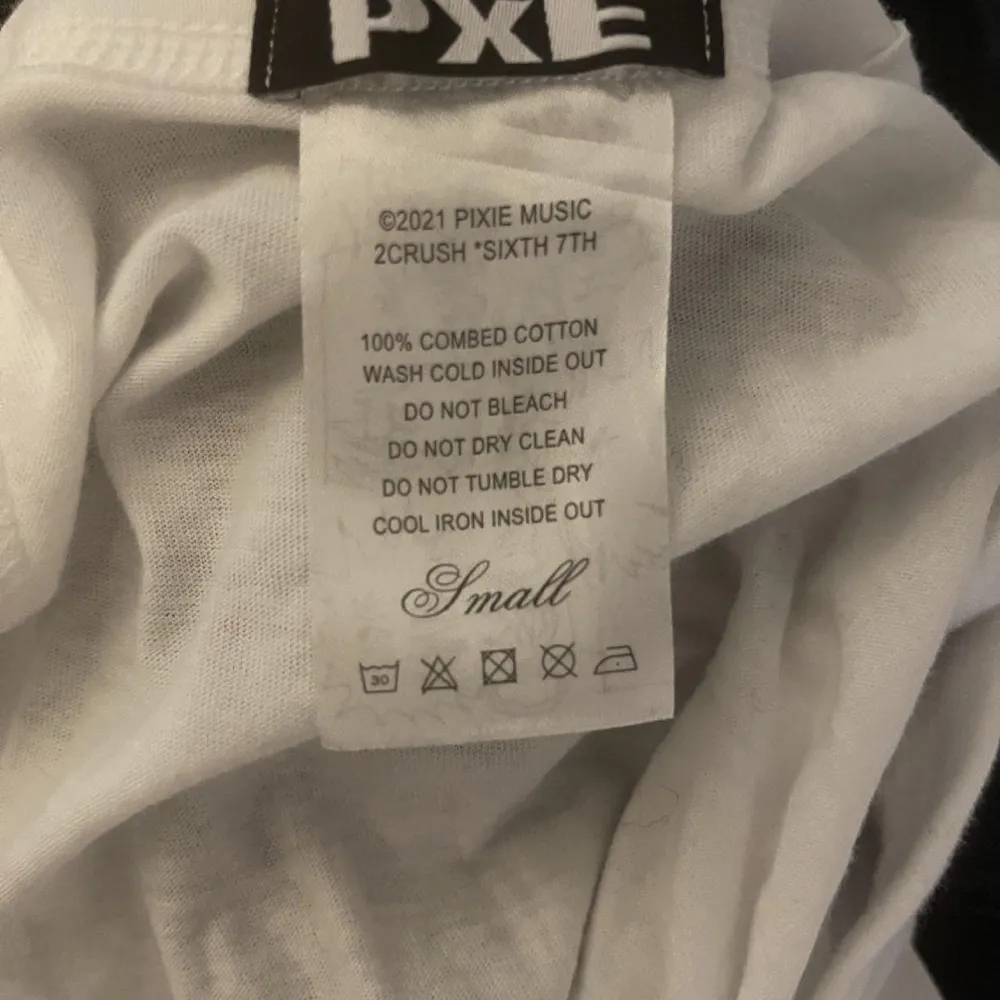 PXE
©2021 PIXIE MUSIC
2CRUSH *SIXTH 7TH
100% COMBED COTTON
WASH COLD INSIDE OUT
DO NOT BLEACH
DO NOT DRY CLEAN
DO NOT TUMBLE DRY
COOL IRON INSIDE OUT
Small
30